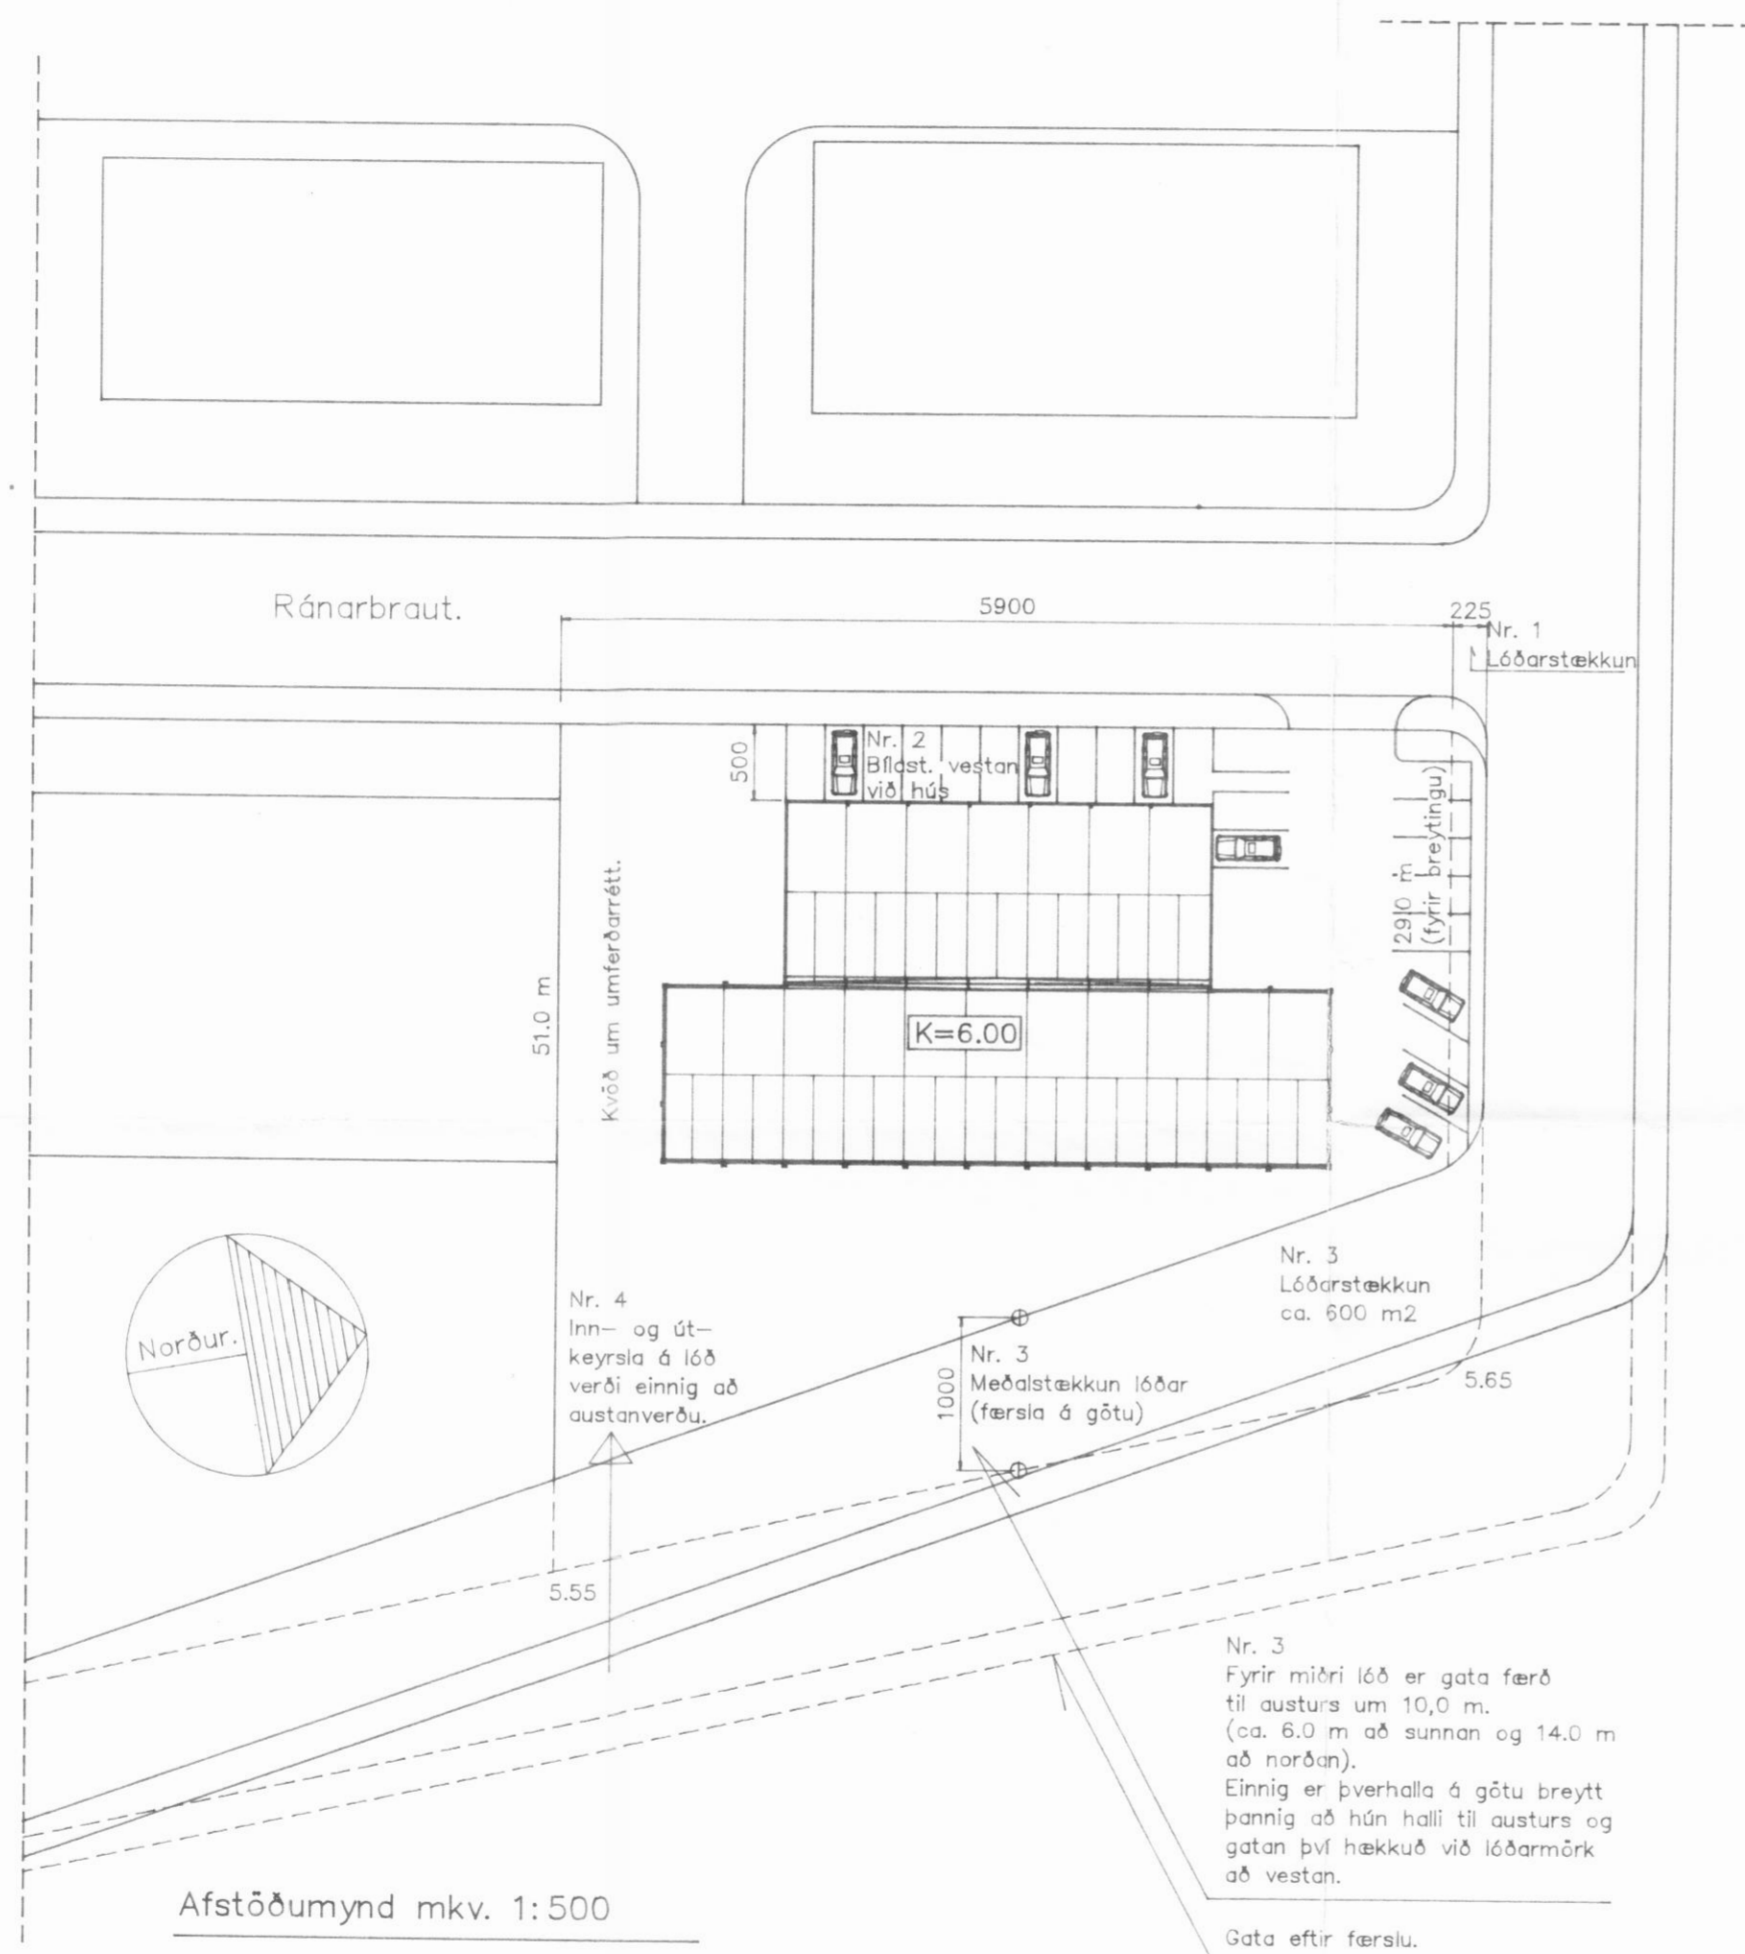 Ránarbraut.
5900
225
Nr. 1
Lóðarstækkun
500
Nr. 2
Bílast. vestan
við hús
29.0 m
(fyrir breytingu)
Kvöð um umferðarrétt.
51.0 m
K=6.00
Norður.
Nr. 4
Inn- og út-
keyrsla á lóð
verði einnig að
austanverðu.
Nr. 3
Lóðarstækkun
ca. 600 m2
1000
Nr. 3
Meðalstækkun lóðar
(færsla á götu)
5.65
5.55
Nr. 3
Fyrir miðri lóð er gata færð
til austurs um 10,0 m.
(ca. 6.0 m að sunnan og 14.0 m
að norðan).
Einnig er þverhalla á götu breytt
þannig að hún halli til austurs og
gatan því hækkuð við lóðarmörk
að vestan.
Gata eftir færslu.
Afstöðumynd mkv. 1:500